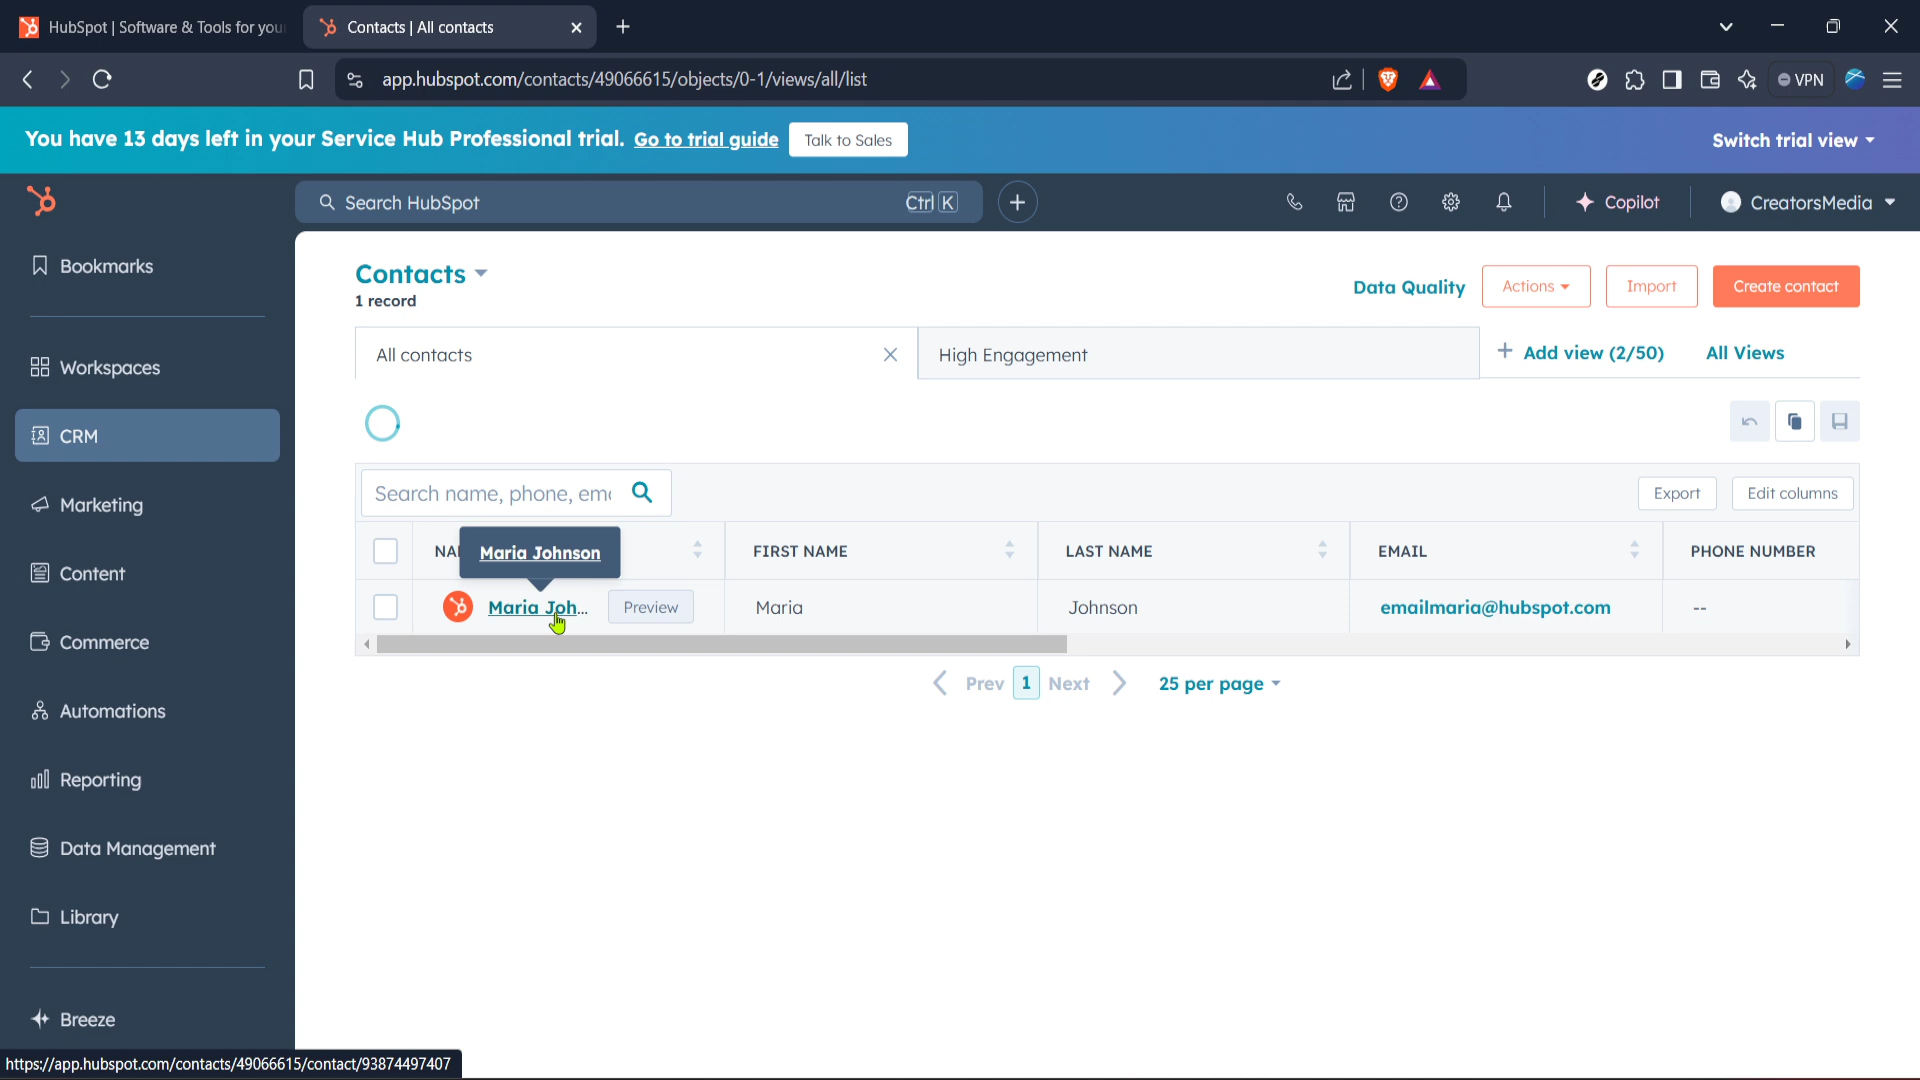 HubSpot | Software & Tools for you
Contacts | All contacts
app.hubspot.com/contacts/49066615/objects/0-1/views/all/list
VPN
You have 13 days left in your Service Hub Professional trial. Go to trial guide Talk to Sales
Switch trial view
Search HubSpot Ctrl K
Copilot
CreatorsMedia
Bookmarks
Workspaces
CRM
Marketing
Content
Commerce
Automations
Reporting
Data Management
Library
Breeze
Contacts
1 record
Data Quality Actions Import Create contact
All contacts
High Engagement
+ Add view (2/50) All Views
Search name, phone, ema
Export Edit columns
NA
Maria Johnson
FIRST NAME LAST NAME EMAIL PHONE NUMBER
Maria Joh... Preview Maria Johnson emailmaria@hubspot.com --
Prev 1 Next 25 per page
https://app.hubspot.com/contacts/49066615/contact/93874497407